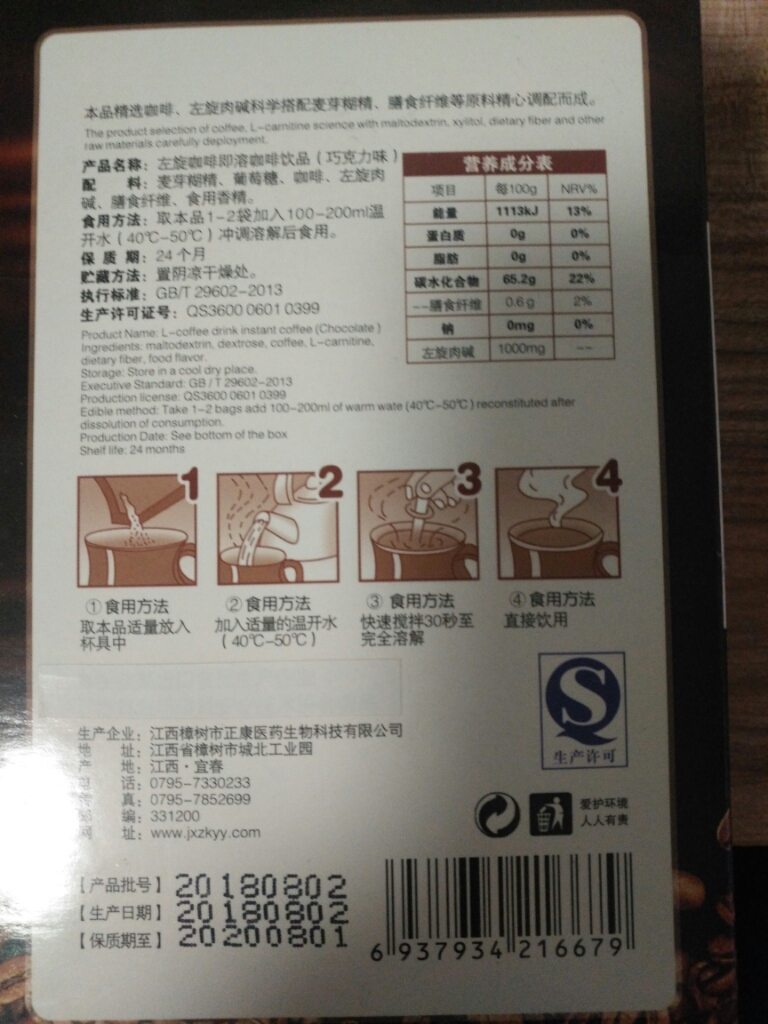 本品精选咖啡、左旋肉碱科学搭配麦芽糊精、膳食纤维等原料精心调配而成。
The product selection of coffee, L-carnitine science with maltodextrin, xylitol, dietary fiber and other
raw materials carefully deployment.
产品名称：左旋咖啡即溶咖啡饮品（巧克力味）
配 料：麦芽糊精、葡萄糖、咖啡、左旋肉
碱、膳食纤维、食用香精。
食用方法：取本品1-2袋加入100-200ml温
开水（40℃-50℃）冲调溶解后食用。
保 质 期：24个月
贮藏方法：置阴凉干燥处。
执行标准：GB/T 29602-2013
生产许可证号：QS3600 0601 0399
营养成分表
项目 每100g NRV%
能量 1113kJ 13%
蛋白质 0g 0%
脂肪 0g 0%
碳水化合物 65.2g 22%
--膳食纤维 0.6g 2%
钠 0mg 0%
左旋肉碱 1000mg --
Product Name: L-coffee drink instant coffee (Chocolate)
Ingredients: maltodextrin, dextrose, coffee, L-carnitine,
dietary fiber, food flavor.
Storage: Store in a cool dry place.
Executive Standard: GB / T 29602-2013
Production license: QS3600 0601 0399
Edible method: Take 1-2 bags add 100-200ml of warm wate (40℃-50℃) reconstituted after
dissolution of consumption.
Production Date: See bottom of the box
Shelf life: 24 months
1 2 3 4
①食用方法
取本品适量放入
杯具中
②食用方法
加入适量的温开水
（40℃-50℃）
③食用方法
快速搅拌30秒至
完全溶解
④食用方法
直接饮用
生产许可
生产企业：江西樟树市正康医药生物科技有限公司
地 址：江西省樟树市城北工业园
产 地：江西·宜春
电 话：0795-7330233
传 真：0795-7852699
邮 编：331200
网 址：www.jxzkyy.com
爱护环境
人人有责
【产品批号】20180802
【生产日期】20180802
【保质期至】20200801
6 937934 216679